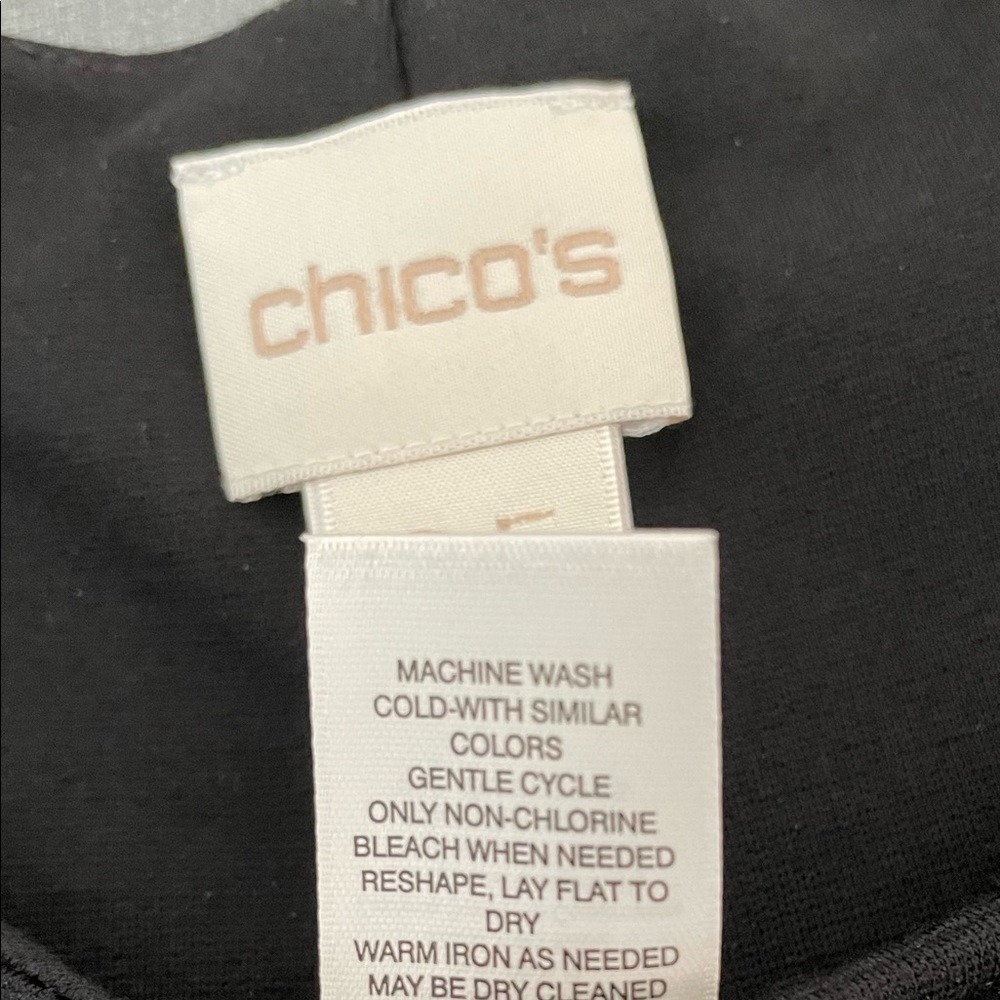 chico's
MACHINE WASH
COLD-WITH SIMILAR
COLORS
GENTLE CYCLE
ONLY NON-CHLORINE
BLEACH WHEN NEEDED
RESHAPE, LAY FLAT TO
DRY
WARM IRON AS NEEDED
MAY BE DRY CLEANED